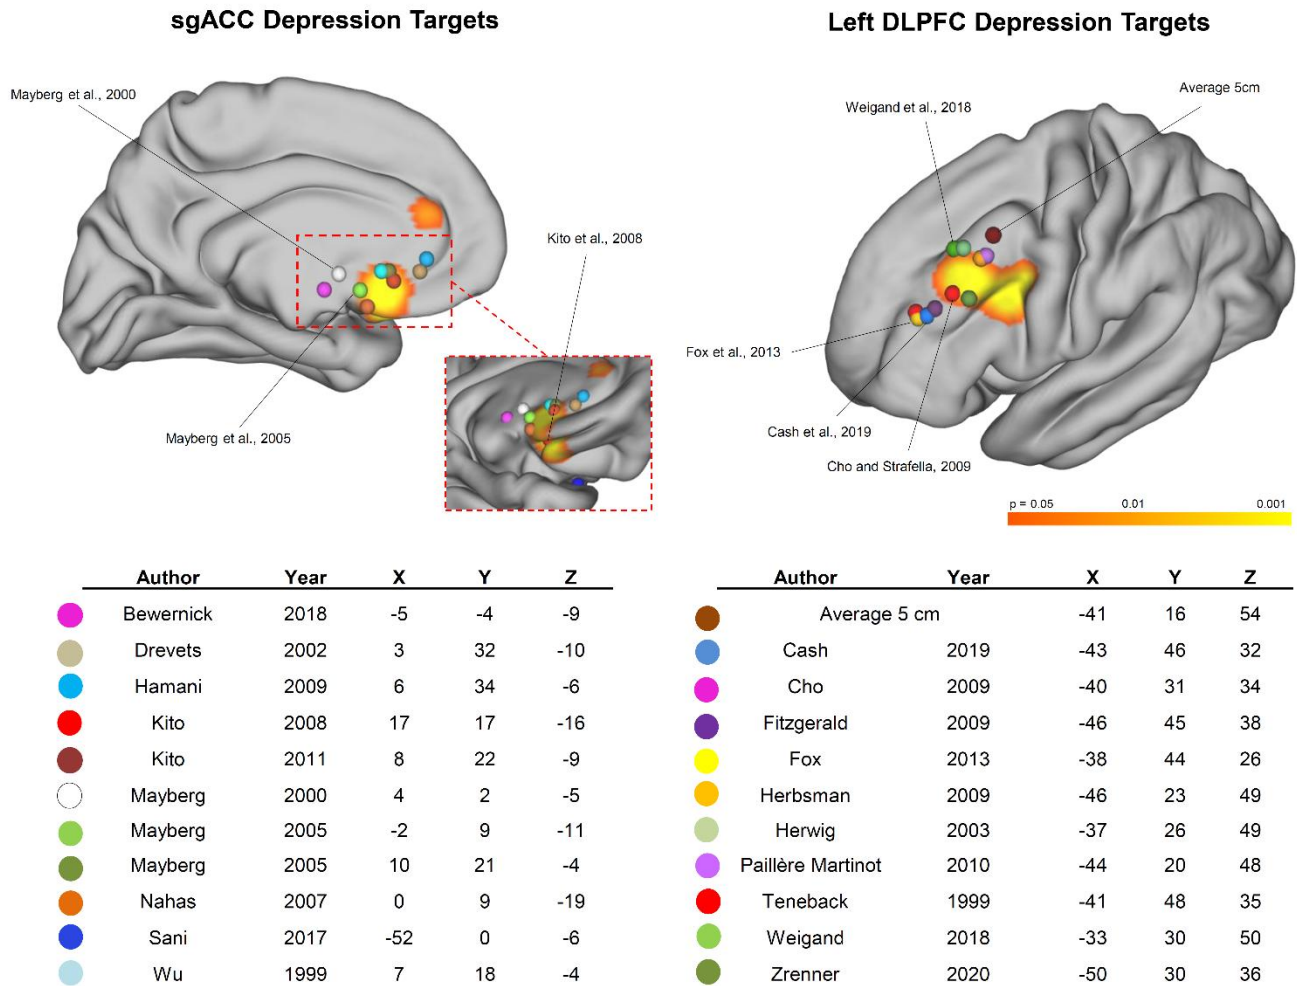 sgACC Depression Targets
Left DLPFC Depression Targets
Mayberg et al., 2000
Kito et al., 2008
Mayberg et al., 2005
Weigand et al., 2018
Average 5cm
Fox et al., 2013
Cash et al., 2019
Cho and Strafella, 2009
p = 0.05 0.01 0.001
Author Year X Y Z
Bewernick 2018 -5 -4 -9
Drevets 2002 3 32 -10
Hamani 2009 6 34 -6
Kito 2008 17 17 -16
Kito 2011 8 22 -9
Mayberg 2000 4 2 -5
Mayberg 2005 -2 9 -11
Mayberg 2005 10 21 -4
Nahas 2007 0 9 -19
Sani 2017 -52 0 -6
Wu 1999 7 18 -4
Author Year X Y Z
Average 5 cm -41 16 54
Cash 2019 -43 46 32
Cho 2009 -40 31 34
Fitzgerald 2009 -46 45 38
Fox 2013 -38 44 26
Herbsman 2009 -46 23 49
Herwig 2003 -37 26 49
Paillère Martinot 2010 -44 20 48
Teneback 1999 -41 48 35
Weigand 2018 -33 30 50
Zrenner 2020 -50 30 36